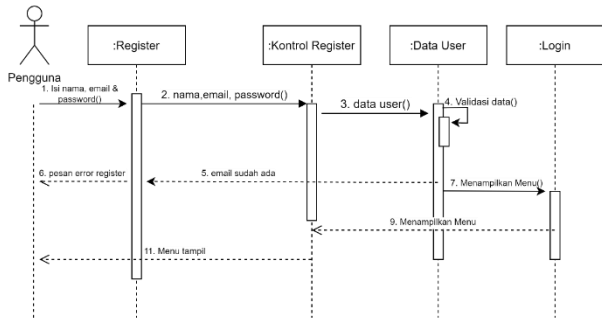 :Register
:Kontrol Register
:Data User
:Login
Pengguna
1. Isi nama, email &
password()
2. nama,email, password()
3. data user()
4. Validasi data()
6. pesan error register
5. email sudah ada
7. Menampilkan Menu()
9. Menampilkan Menu
11. Menu tampil